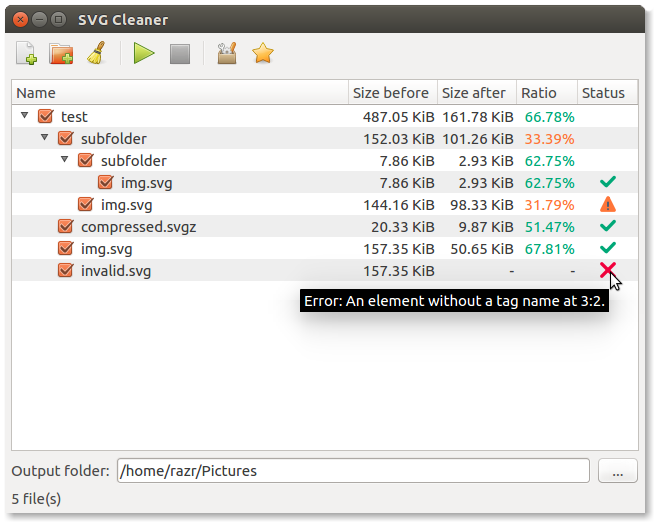 SVG Cleaner
Name Size before Size after Ratio Status
test 487.05 KiB 161.78 KiB 66.78%
subfolder 152.03 KiB 101.26 KiB 33.39%
subfolder 7.86 KiB 2.93 KiB 62.75%
img.svg 7.86 KiB 2.93 KiB 62.75%
img.svg 144.16 KiB 98.33 KiB 31.79%
compressed.svgz 20.33 KiB 9.87 KiB 51.47%
img.svg 157.35 KiB 50.65 KiB 67.81%
invalid.svg 157.35 KiB - -
Error: An element without a tag name at 3:2.
Output folder: /home/razr/Pictures ...
5 file(s)